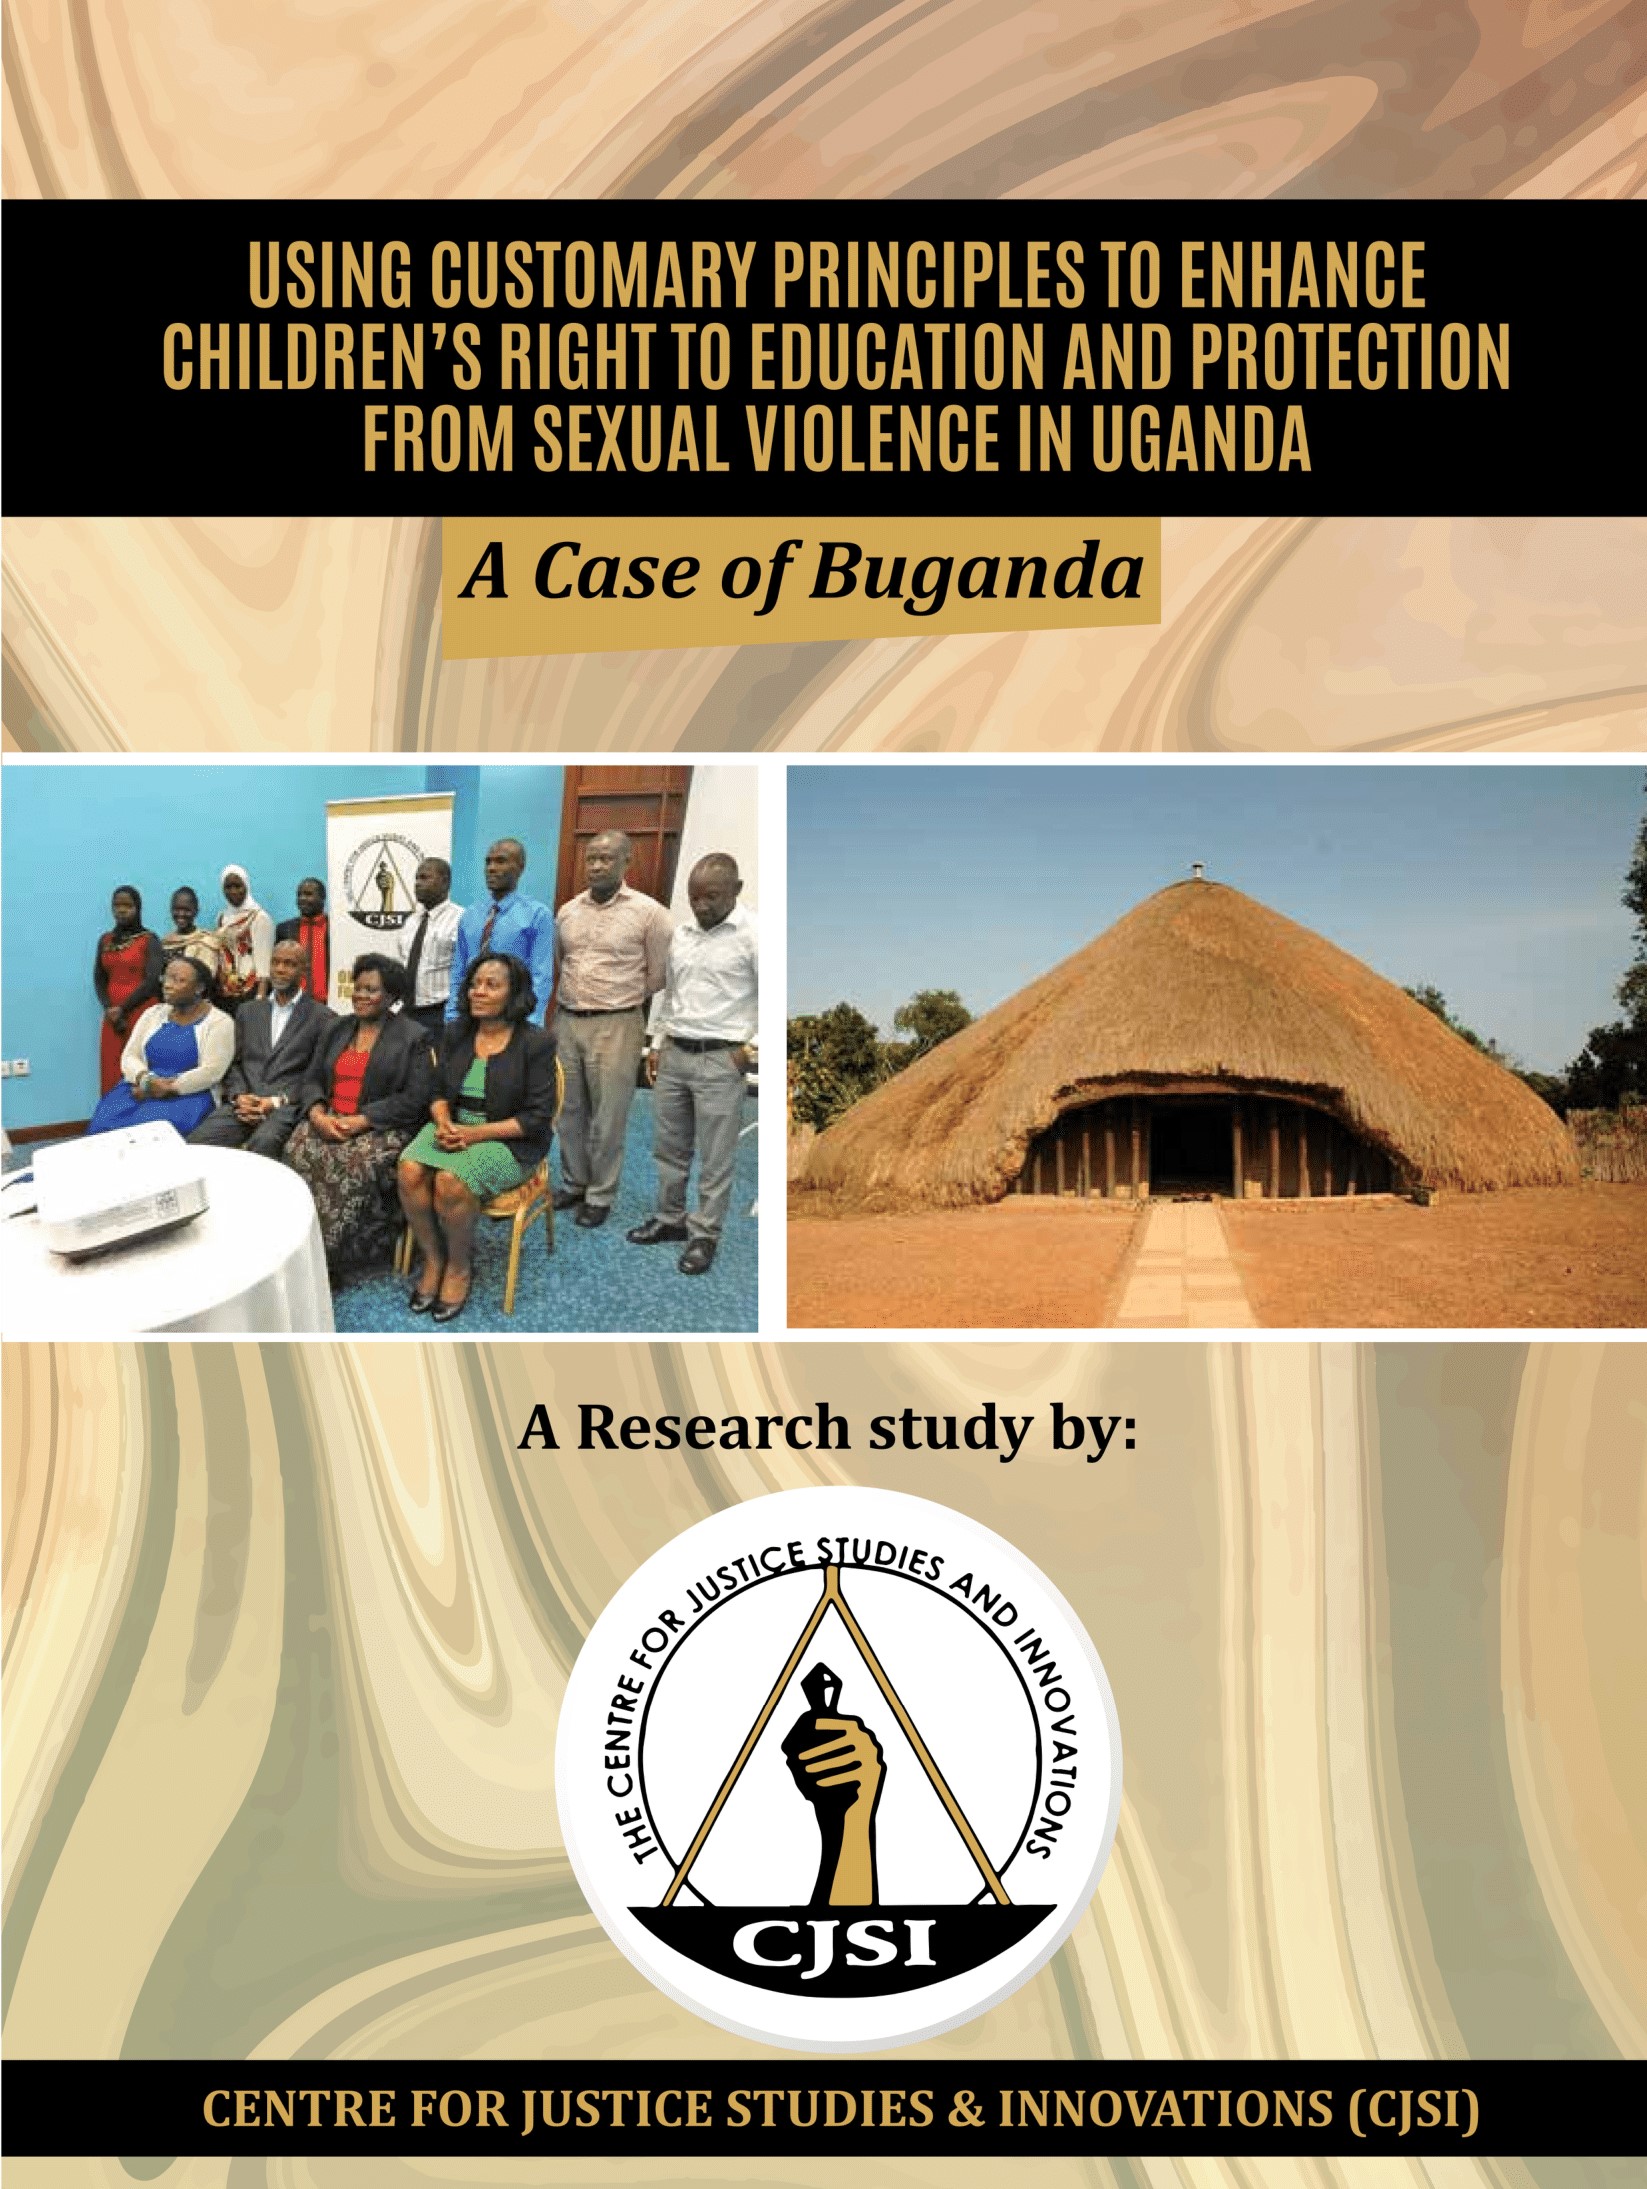 USING CUSTOMARY PRINCIPLES TO ENHANCE
CHILDREN’S RIGHT TO EDUCATION AND PROTECTION
FROM SEXUAL VIOLENCE IN UGANDA
A Case of Buganda
CJSI
A Research study by:
THE CENTRE FOR JUSTICE STUDIES AND INNOVATIONS
CJSI
CENTRE FOR JUSTICE STUDIES & INNOVATIONS (CJSI)